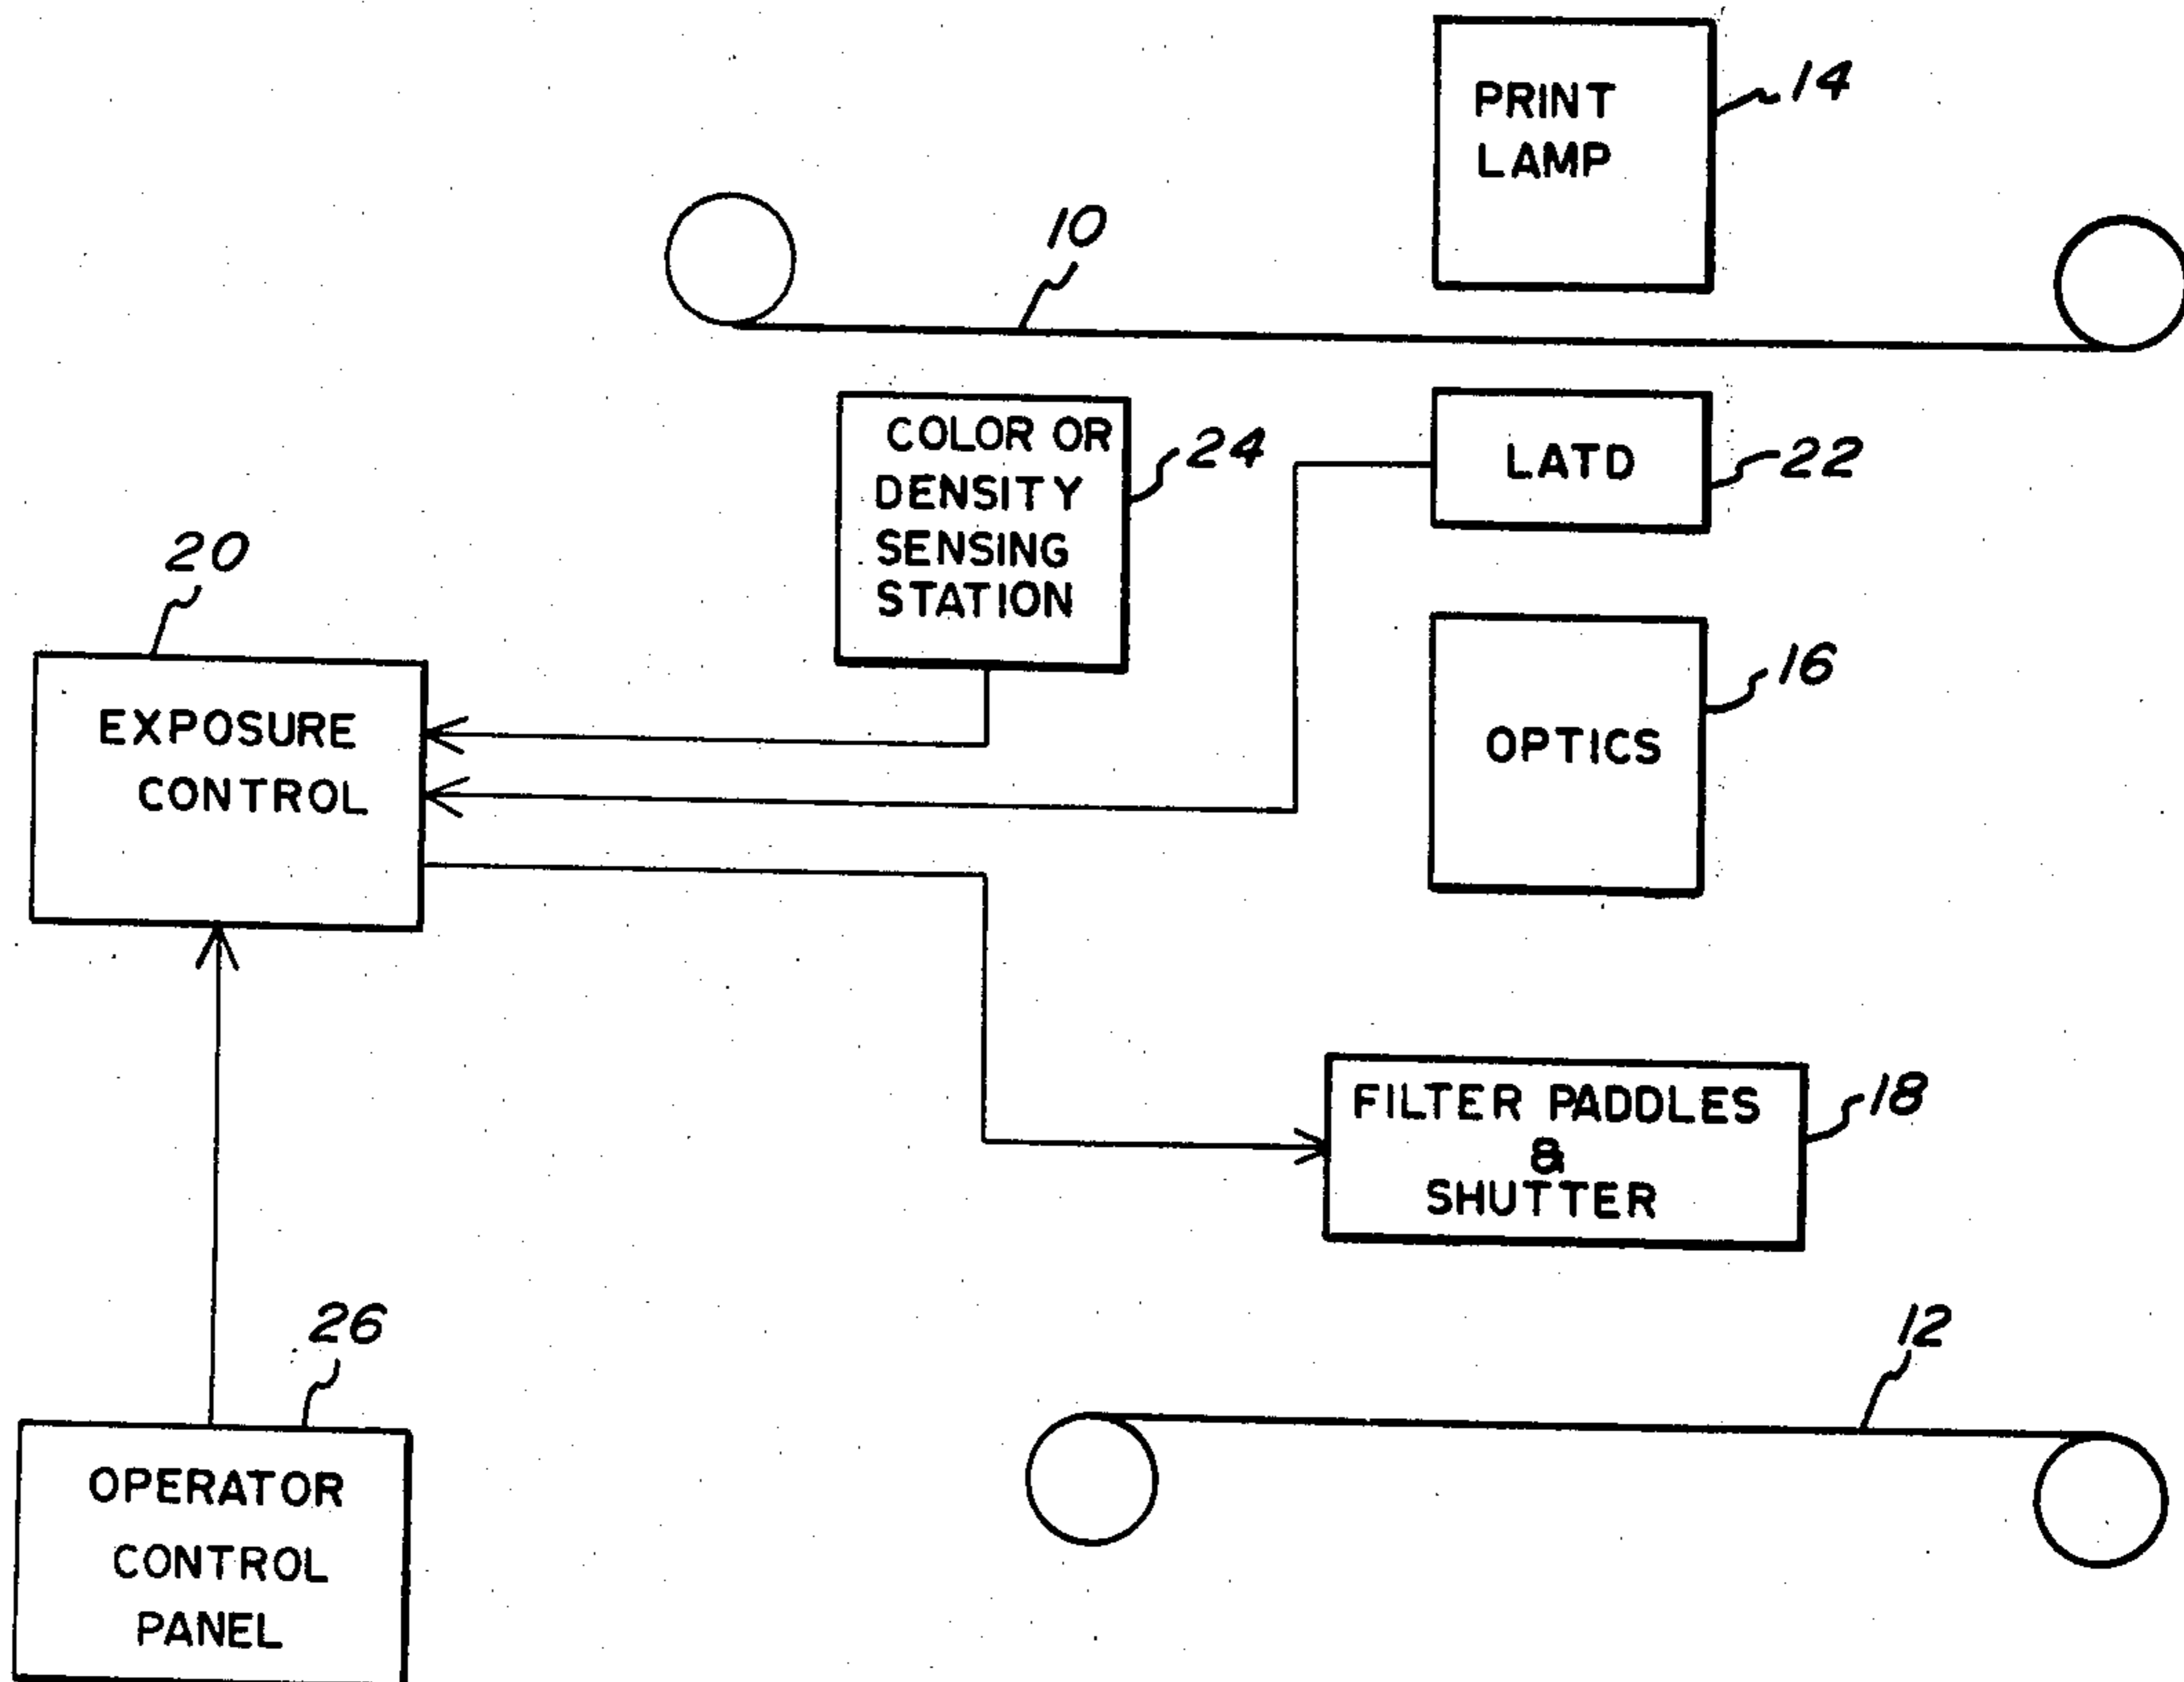 PRINT
LAMP
14
10
COLOR OR
DENSITY
SENSING
STATION
24
LATD
22
20
EXPOSURE
CONTROL
OPTICS
16
FILTER PADDLES
&
SHUTTER
18
26
OPERATOR
CONTROL
PANEL
12